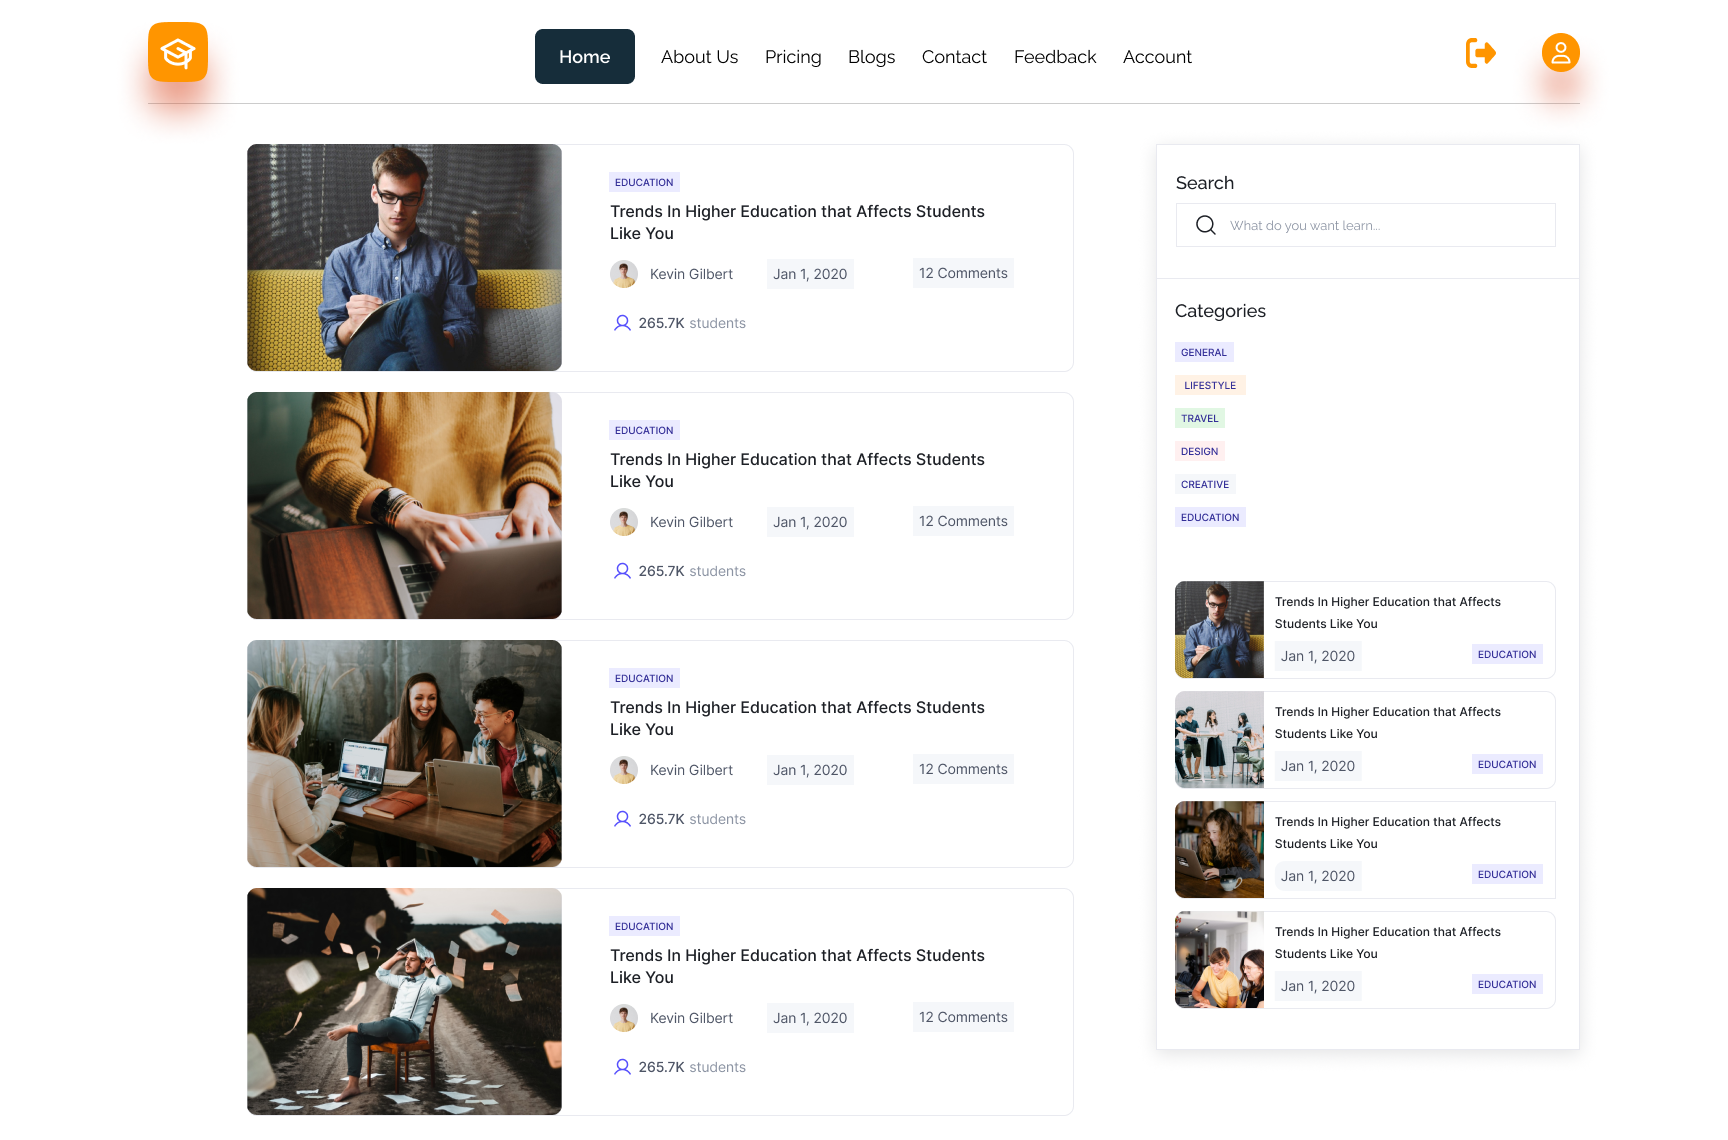 Home
About Us
Pricing
Blogs
Contact
Feedback
Account
EDUCATION
Trends In Higher Education that Affects Students
Like You
Kevin Gilbert
Jan 1, 2020
12 Comments
265.7K students
EDUCATION
Trends In Higher Education that Affects Students
Like You
Kevin Gilbert
Jan 1, 2020
12 Comments
265.7K students
EDUCATION
Trends In Higher Education that Affects Students
Like You
Kevin Gilbert
Jan 1, 2020
12 Comments
265.7K students
EDUCATION
Trends In Higher Education that Affects Students
Like You
Kevin Gilbert
Jan 1, 2020
12 Comments
265.7K students
Search
What do you want learn...
Categories
GENERAL
LIFESTYLE
TRAVEL
DESIGN
CREATIVE
EDUCATION
Trends In Higher Education that Affects
Students Like You
Jan 1, 2020
EDUCATION
Trends In Higher Education that Affects
Students Like You
Jan 1, 2020
EDUCATION
Trends In Higher Education that Affects
Students Like You
Jan 1, 2020
EDUCATION
Trends In Higher Education that Affects
Students Like You
Jan 1, 2020
EDUCATION